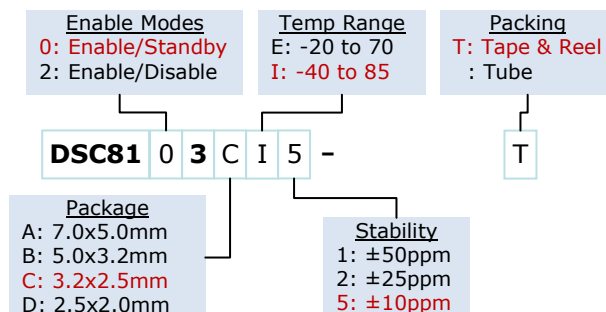 Enable Modes
0: Enable/Standby
2: Enable/Disable
Temp Range
E: -20 to 70
I: -40 to 85
Packing
T: Tape & Reel
: Tube
DSC81 0 3 C I 5 – T
Package
A: 7.0x5.0mm
B: 5.0x3.2mm
C: 3.2x2.5mm
D: 2.5x2.0mm
Stability
1: ±50ppm
2: ±25ppm
5: ±10ppm